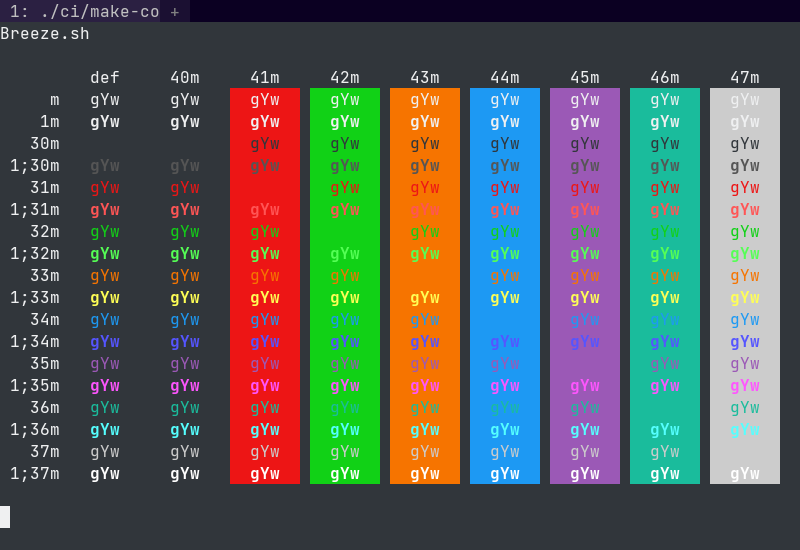 1: ./ci/make-co +
Breeze.sh
def 40m 41m 42m 43m 44m 45m 46m 47m
m gYw gYw gYw gYw gYw gYw gYw gYw gYw
1m gYw gYw gYw gYw gYw gYw gYw gYw gYw
30m gYw gYw gYw gYw gYw gYw gYw
1;30m gYw gYw gYw gYw gYw gYw gYw gYw gYw
31m gYw gYw gYw gYw gYw gYw gYw gYw
1;31m gYw gYw gYw gYw gYw gYw gYw gYw gYw
32m gYw gYw gYw gYw gYw gYw gYw gYw
1;32m gYw gYw gYw gYw gYw gYw gYw gYw gYw
33m gYw gYw gYw gYw gYw gYw gYw gYw
1;33m gYw gYw gYw gYw gYw gYw gYw gYw gYw
34m gYw gYw gYw gYw gYw gYw gYw gYw
1;34m gYw gYw gYw gYw gYw gYw gYw gYw gYw
35m gYw gYw gYw gYw gYw gYw gYw gYw
1;35m gYw gYw gYw gYw gYw gYw gYw gYw gYw
36m gYw gYw gYw gYw gYw gYw gYw gYw
1;36m gYw gYw gYw gYw gYw gYw gYw gYw gYw
37m gYw gYw gYw gYw gYw gYw gYw gYw
1;37m gYw gYw gYw gYw gYw gYw gYw gYw gYw